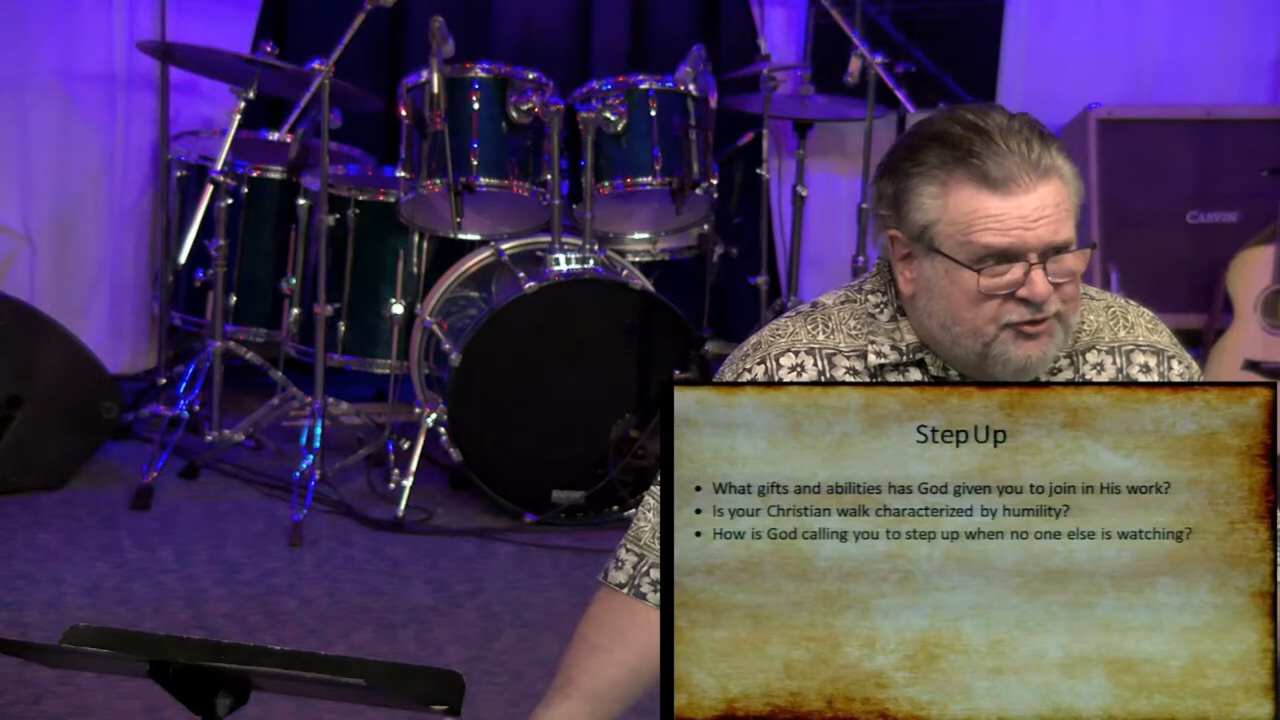 CARVIN
Step Up
• What gifts and abilities has God given you to join in His work?
• Is your Christian walk characterized by humility?
• How is God calling you to step up when no one else is watching?